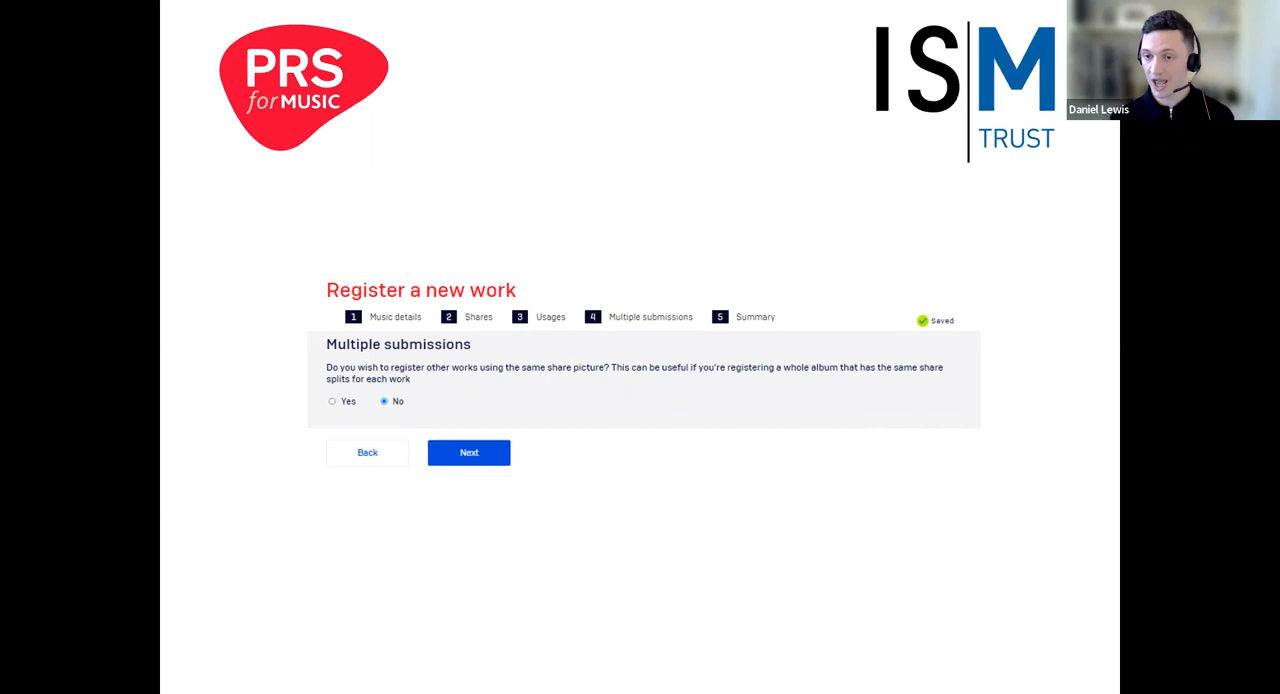 PRS
for MUSIC
ISM
TRUST
Daniel Lewis
Register a new work
1 Music details 2 Shares 3 Usages 4 Multiple submissions 5 Summary
Saved
Multiple submissions
Do you wish to register other works using the same share picture? This can be useful if you're registering a whole album that has the same share
splits for each work
Yes No
Back Next